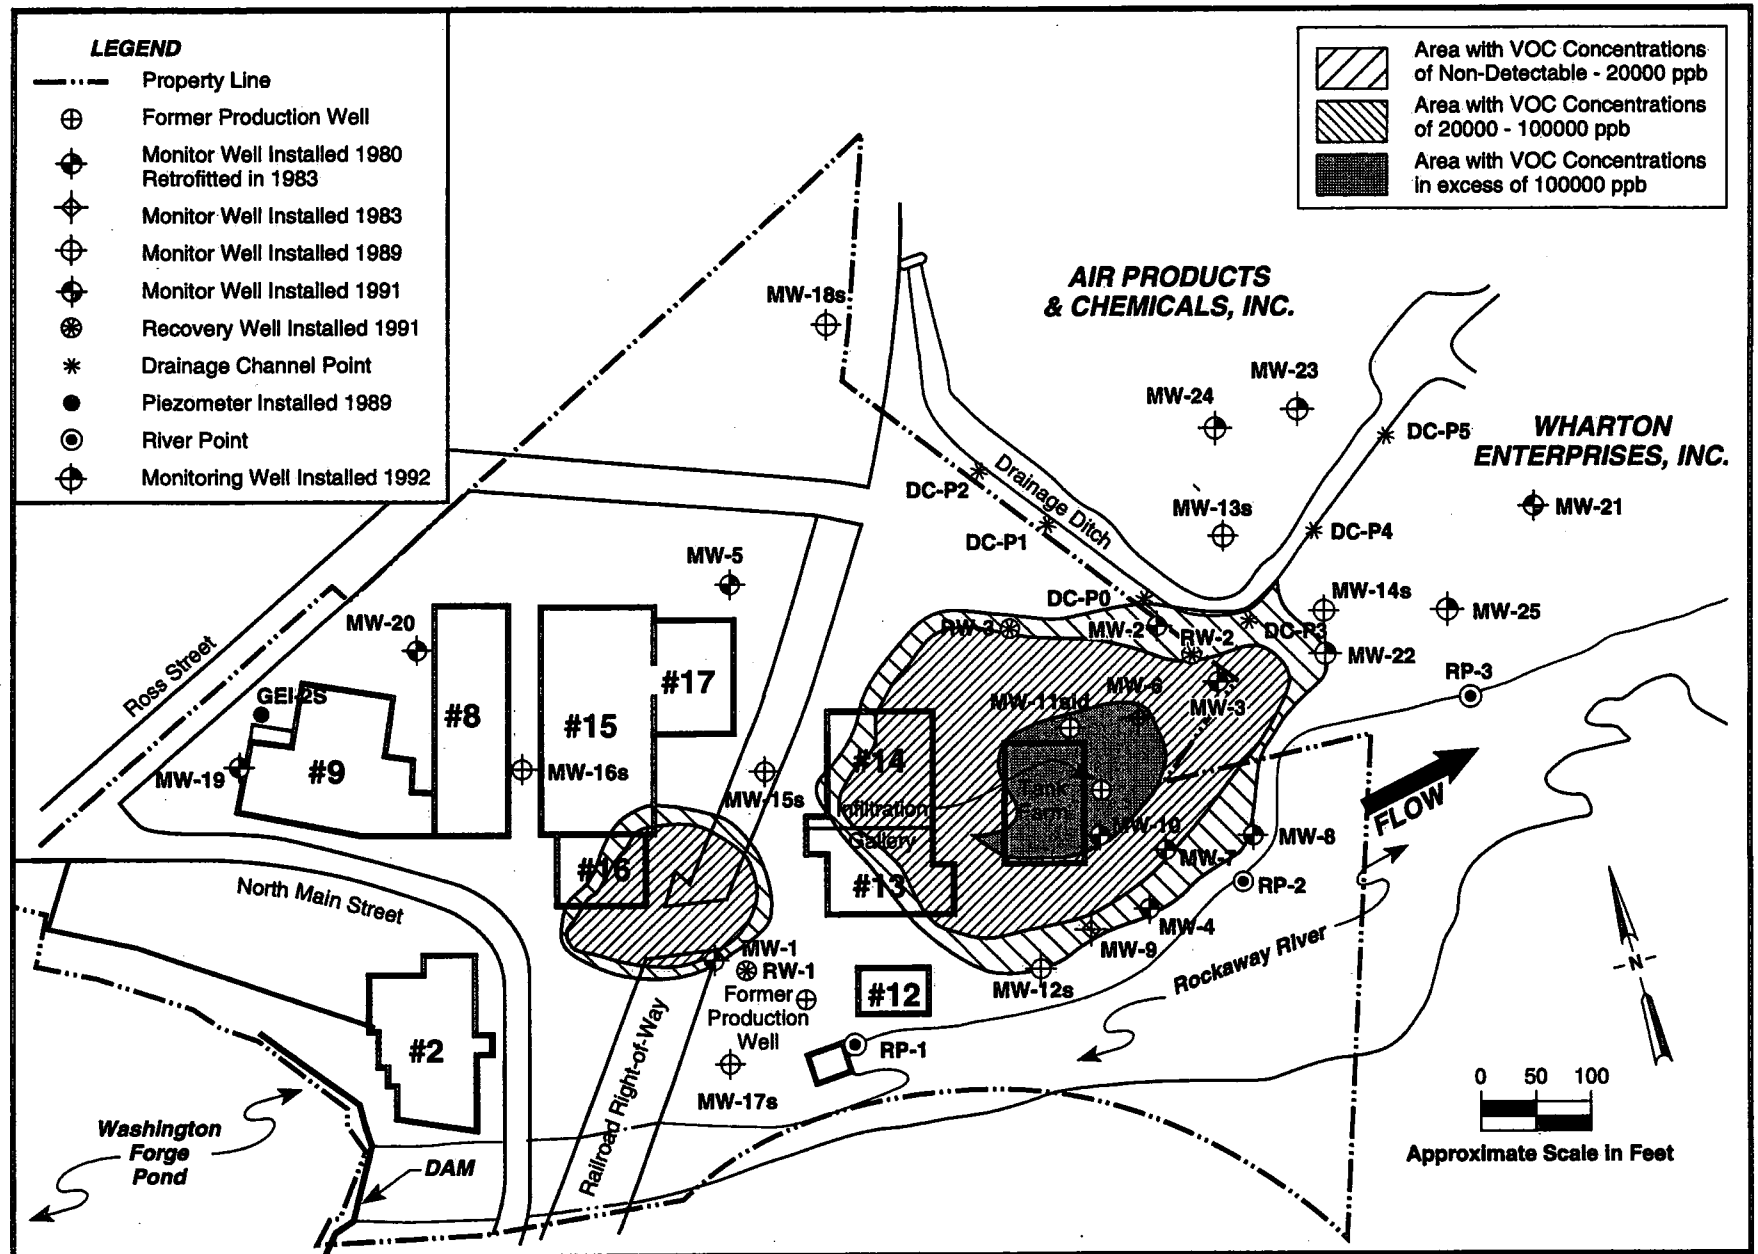 LEGEND
Property Line
Former Production Well
Monitor Well Installed 1980
Retrofitted in 1983
Monitor Well Installed 1983
Monitor Well Installed 1989
Monitor Well Installed 1991
Recovery Well Installed 1991
Drainage Channel Point
Piezometer Installed 1989
River Point
Monitoring Well Installed 1992
Area with VOC Concentrations
of Non-Detectable - 20000 ppb
Area with VOC Concentrations
of 20000 - 100000 ppb
Area with VOC Concentrations
in excess of 100000 ppb
AIR PRODUCTS
& CHEMICALS, INC.
MW-18s
MW-23
MW-24
WHARTON
ENTERPRISES, INC.
DC-P5
DC-P2
Drainage Ditch
MW-13s
MW-21
DC-P4
DC-P1
MW-5
DC-P0
MW-14s
MW-25
MW-20
RW-3
MW-2
RW-2
DC-P3
MW-22
RP-3
Ross Street
GEI-2S
#8
#15
#17
MW-6
MW-11s
MW-3
#9
MW-19
MW-16s
MW-15s
#14
Infiltration
Gallery
Tank
Farm
MW-10
MW-7
MW-8
FLOW
#16
#13
RP-2
North Main Street
MW-4
MW-9
Rockaway River
MW-1
RW-1
Former
Production
Well
#12
MW-12s
N
#2
RP-1
MW-17s
Railroad Right-of-Way
0 50 100
Approximate Scale in Feet
Washington
Forge
Pond
DAM